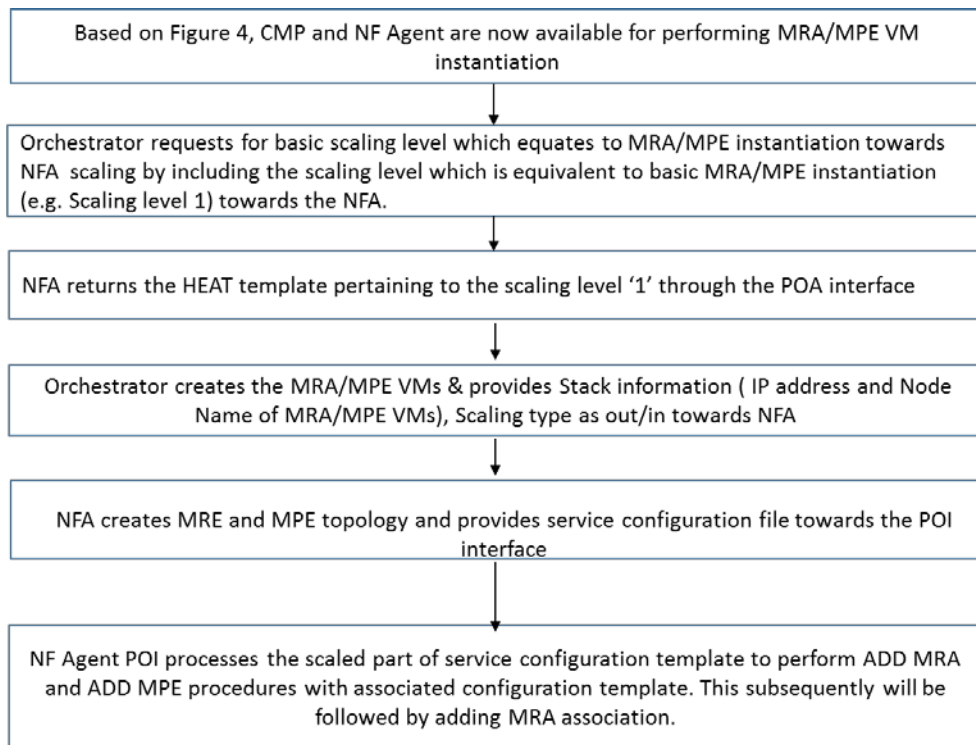 Based on Figure 4, CMP and NF Agent are now available for performing MRA/MPE VM
instantiation
Orchestrator requests for basic scaling level which equates to MRA/MPE instantiation towards
NFA scaling by including the scaling level which is equivalent to basic MRA/MPE instantiation
(e.g. Scaling level 1) towards the NFA.
NFA returns the HEAT template pertaining to the scaling level ‘1’ through the POA interface
Orchestrator creates the MRA/MPE VMs & provides Stack information ( IP address and Node
Name of MRA/MPE VMs), Scaling type as out/in towards NFA
NFA creates MRE and MPE topology and provides service configuration file towards the POI
interface
NF Agent POI processes the scaled part of service configuration template to perform ADD MRA
and ADD MPE procedures with associated configuration template. This subsequently will be
followed by adding MRA association.